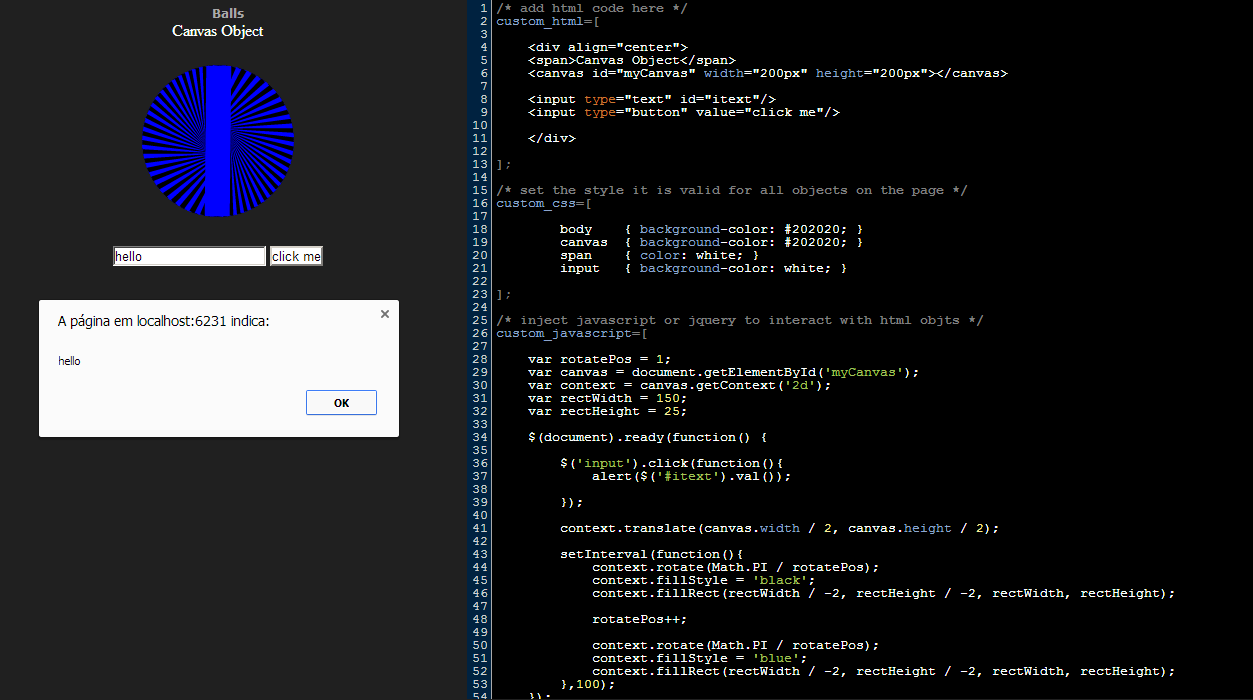 Balls
Canvas Object
hello
click me
A página em localhost:6231 indica:
×
hello
OK
1 /* add html code here */
2 custom_html=[
3
4 <div align="center">
5 <span>Canvas Object</span>
6 <canvas id="myCanvas" width="200px" height="200px"></canvas>
7
8 <input type="text" id="itext"/>
9 <input type="button" value="click me"/>
10
11 </div>
12
13 ];
14
15 /* set the style it is valid for all objects on the page */
16 custom_css=[
17
18 body { background-color: #202020; }
19 canvas { background-color: #202020; }
20 span { color: white; }
21 input { background-color: white; }
22
23 ];
24
25 /* inject javascript or jquery to interact with html objts */
26 custom_javascript=[
27
28 var rotatePos = 1;
29 var canvas = document.getElementById('myCanvas');
30 var context = canvas.getContext('2d');
31 var rectWidth = 150;
32 var rectHeight = 25;
33
34 $(document).ready(function() {
35
36 $('input').click(function(){
37 alert($('#itext').val());
38
39 });
40
41 context.translate(canvas.width / 2, canvas.height / 2);
42
43 setInterval(function(){
44 context.rotate(Math.PI / rotatePos);
45 context.fillStyle = 'black';
46 context.fillRect(rectWidth / -2, rectHeight / -2, rectWidth, rectHeight);
47
48 rotatePos++;
49
50 context.rotate(Math.PI / rotatePos);
51 context.fillStyle = 'blue';
52 context.fillRect(rectWidth / -2, rectHeight / -2, rectWidth, rectHeight);
53 },100);
54 });